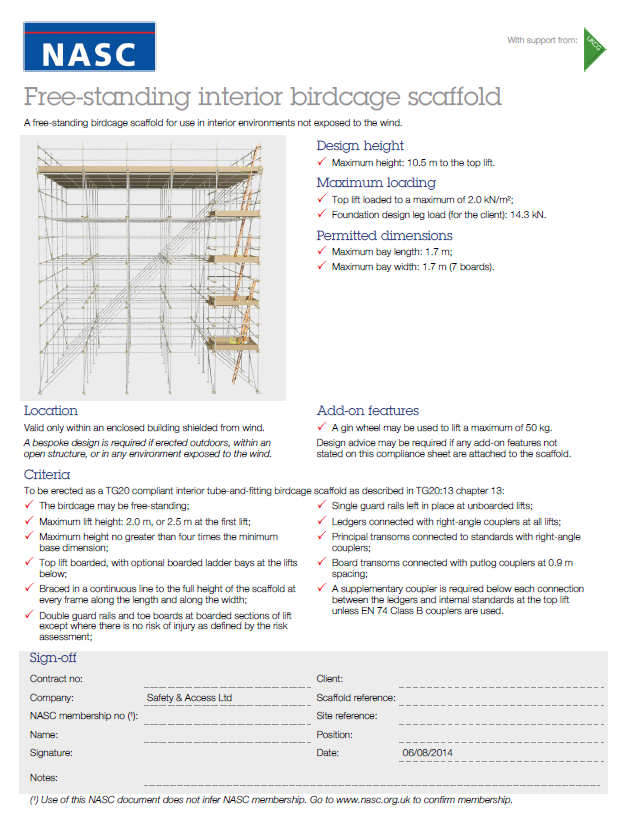 NASC
With support from:
UKCG
Free-standing interior birdcage scaffold
A free-standing birdcage scaffold for use in interior environments not exposed to the wind.
Design height
✓ Maximum height: 10.5 m to the top lift.
Maximum loading
✓ Top lift loaded to a maximum of 2.0 kN/m²;
✓ Foundation design leg load (for the client): 14.3 kN.
Permitted dimensions
✓ Maximum bay length: 1.7 m;
✓ Maximum bay width: 1.7 m (7 boards).
Location
Valid only within an enclosed building shielded from wind.
A bespoke design is required if erected outdoors, within an
open structure, or in any environment exposed to the wind.
Add-on features
✓ A gin wheel may be used to lift a maximum of 50 kg.
Design advice may be required if any add-on features not
stated on this compliance sheet are attached to the scaffold.
Criteria
To be erected as a TG20 compliant interior tube-and-fitting birdcage scaffold as described in TG20:13 chapter 13:
✓ The birdcage may be free-standing;
✓ Maximum lift height: 2.0 m, or 2.5 m at the first lift;
✓ Maximum height no greater than four times the minimum
base dimension;
✓ Top lift boarded, with optional boarded ladder bays at the lifts
below;
✓ Braced in a continuous line to the full height of the scaffold at
every frame along the length and along the width;
✓ Double guard rails and toe boards at boarded sections of lift
except where there is no risk of injury as defined by the risk
assessment;
✓ Single guard rails left in place at unboarded lifts;
✓ Ledgers connected with right-angle couplers at all lifts;
✓ Principal transoms connected to standards with right-angle
couplers;
✓ Board transoms connected with putlog couplers at 0.9 m
spacing;
✓ A supplementary coupler is required below each connection
between the ledgers and internal standards at the top lift
unless EN 74 Class B couplers are used.
Sign-off
Contract no:
Client:
Company: Safety & Access Ltd
Scaffold reference:
NASC membership no (¹):
Site reference:
Name:
Position:
Signature:
Date: 06/08/2014
Notes:
(¹) Use of this NASC document does not infer NASC membership. Go to www.nasc.org.uk to confirm membership.